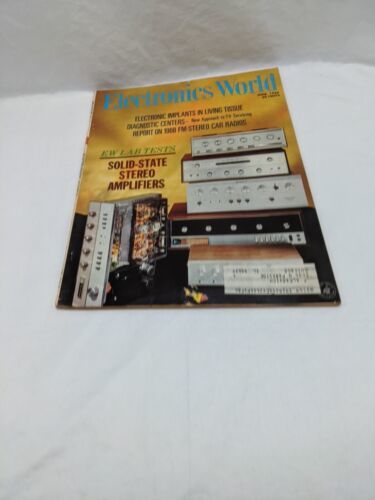 Electronics World
ELECTRONIC IMPLANTS IN LIVING TISSUE
DIAGNOSTIC CENTERS- New Approach to TV Servicing
REPORT ON 1968 FM-STEREO CAR RADIOS
EW LAB TESTS
SOLID-STATE
STEREO
AMPLIFIERS